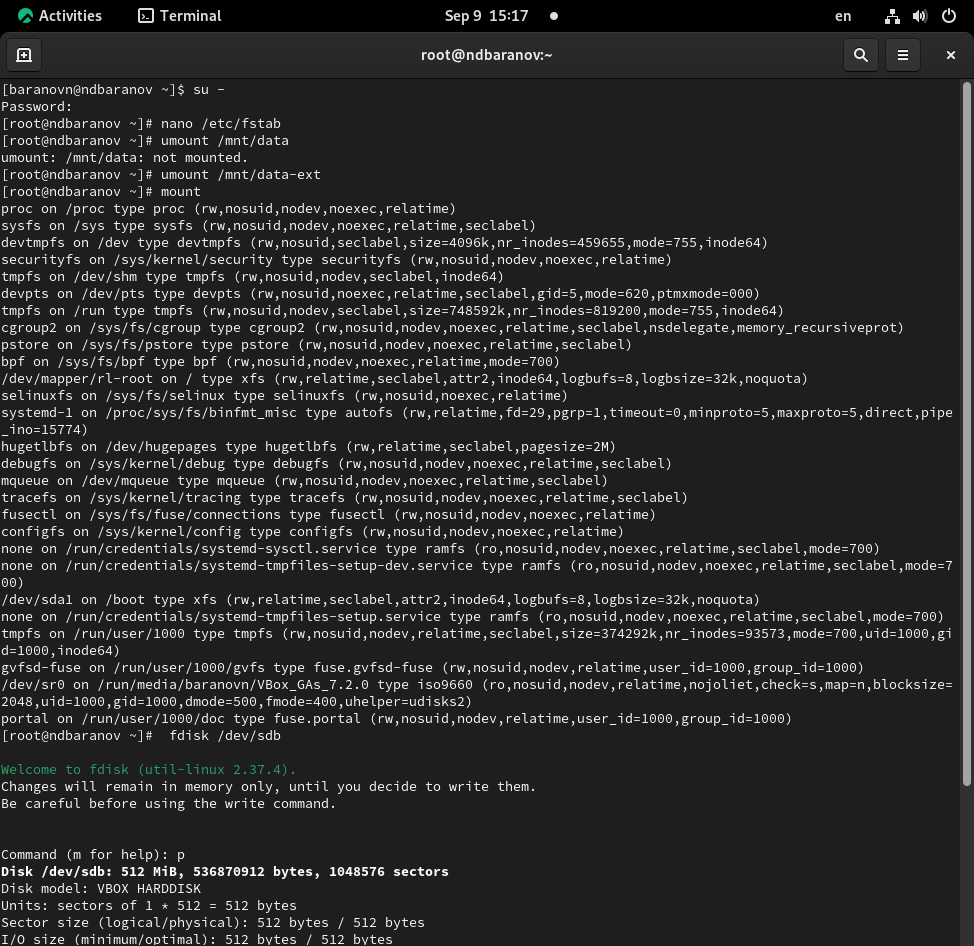 Activities Terminal Sep 9 15:17 en
root@ndbaranov:~
[baranovn@ndbaranov ~]$ su -
Password:
[root@ndbaranov ~]# nano /etc/fstab
[root@ndbaranov ~]# umount /mnt/data
umount: /mnt/data: not mounted.
[root@ndbaranov ~]# umount /mnt/data-ext
[root@ndbaranov ~]# mount
proc on /proc type proc (rw,nosuid,nodev,noexec,relatime)
sysfs on /sys type sysfs (rw,nosuid,nodev,noexec,relatime,seclabel)
devtmpfs on /dev type devtmpfs (rw,nosuid,seclabel,size=4096k,nr_inodes=459655,mode=755,inode64)
securityfs on /sys/kernel/security type securityfs (rw,nosuid,nodev,noexec,relatime)
tmpfs on /dev/shm type tmpfs (rw,nosuid,nodev,seclabel,inode64)
devpts on /dev/pts type devpts (rw,nosuid,noexec,relatime,seclabel,gid=5,mode=620,ptmxmode=000)
tmpfs on /run type tmpfs (rw,nosuid,nodev,seclabel,size=748592k,nr_inodes=819200,mode=755,inode64)
cgroup2 on /sys/fs/cgroup type cgroup2 (rw,nosuid,nodev,noexec,relatime,seclabel,nsdelegate,memory_recursiveprot)
pstore on /sys/fs/pstore type pstore (rw,nosuid,nodev,noexec,relatime,seclabel)
bpf on /sys/fs/bpf type bpf (rw,nosuid,nodev,noexec,relatime,mode=700)
/dev/mapper/rl-root on / type xfs (rw,relatime,seclabel,attr2,inode64,logbufs=8,logbsize=32k,noquota)
selinuxfs on /sys/fs/selinux type selinuxfs (rw,nosuid,noexec,relatime)
systemd-1 on /proc/sys/fs/binfmt_misc type autofs (rw,relatime,fd=29,pgrp=1,timeout=0,minproto=5,maxproto=5,direct,pipe
_ino=15774)
hugetlbfs on /dev/hugepages type hugetlbfs (rw,relatime,seclabel,pagesize=2M)
debugfs on /sys/kernel/debug type debugfs (rw,nosuid,nodev,noexec,relatime,seclabel)
mqueue on /dev/mqueue type mqueue (rw,nosuid,nodev,noexec,relatime,seclabel)
tracefs on /sys/kernel/tracing type tracefs (rw,nosuid,nodev,noexec,relatime,seclabel)
fusectl on /sys/fs/fuse/connections type fusectl (rw,nosuid,nodev,noexec,relatime)
configfs on /sys/kernel/config type configfs (rw,nosuid,nodev,noexec,relatime)
none on /run/credentials/systemd-sysctl.service type ramfs (ro,nosuid,nodev,noexec,relatime,seclabel,mode=700)
none on /run/credentials/systemd-tmpfiles-setup-dev.service type ramfs (ro,nosuid,nodev,noexec,relatime,seclabel,mode=7
00)
/dev/sda1 on /boot type xfs (rw,relatime,seclabel,attr2,inode64,logbufs=8,logbsize=32k,noquota)
none on /run/credentials/systemd-tmpfiles-setup.service type ramfs (ro,nosuid,nodev,noexec,relatime,seclabel,mode=700)
tmpfs on /run/user/1000 type tmpfs (rw,nosuid,nodev,relatime,seclabel,size=374292k,nr_inodes=93573,mode=700,uid=1000,gi
d=1000,inode64)
gvfsd-fuse on /run/user/1000/gvfs type fuse.gvfsd-fuse (rw,nosuid,nodev,relatime,user_id=1000,group_id=1000)
/dev/sr0 on /run/media/baranovn/VBox_GAs_7.2.0 type iso9660 (ro,nosuid,nodev,relatime,nojoliet,check=s,map=n,blocksize=
2048,uid=1000,gid=1000,dmode=500,fmode=400,uhelper=udisks2)
portal on /run/user/1000/doc type fuse.portal (rw,nosuid,nodev,relatime,user_id=1000,group_id=1000)
[root@ndbaranov ~]#  fdisk /dev/sdb
Welcome to fdisk (util-linux 2.37.4).
Changes will remain in memory only, until you decide to write them.
Be careful before using the write command.
Command (m for help): p
Disk /dev/sdb: 512 MiB, 536870912 bytes, 1048576 sectors
Disk model: VBOX HARDDISK
Units: sectors of 1 * 512 = 512 bytes
Sector size (logical/physical): 512 bytes / 512 bytes
I/O size (minimum/optimal): 512 bytes / 512 bytes